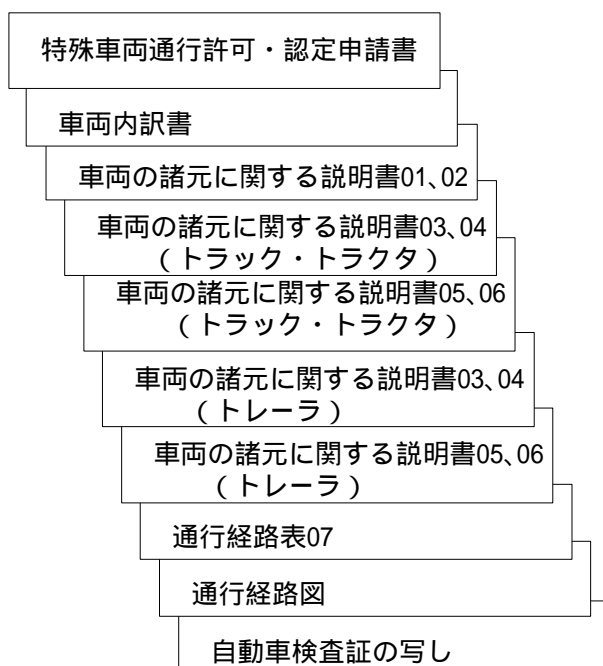 特殊車両通行許可・認定申請書
車両内訳書
車両の諸元に関する説明書01、02
車両の諸元に関する説明書03、04
（トラック・トラクタ）
車両の諸元に関する説明書05、06
（トラック・トラクタ）
車両の諸元に関する説明書03、04
（トレーラ）
車両の諸元に関する説明書05、06
（トレーラ）
通行経路表07
通行経路図
自動車検査証の写し